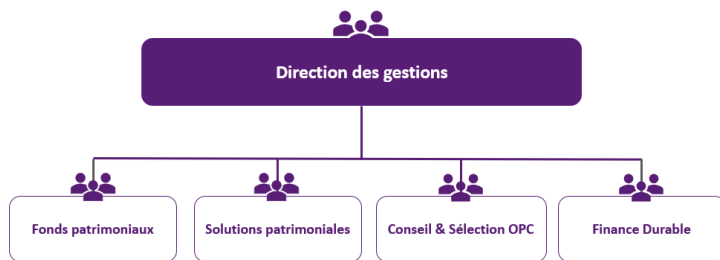 Direction des gestions
Fonds patrimoniaux
Solutions patrimoniales
Conseil & Sélection OPC
Finance Durable